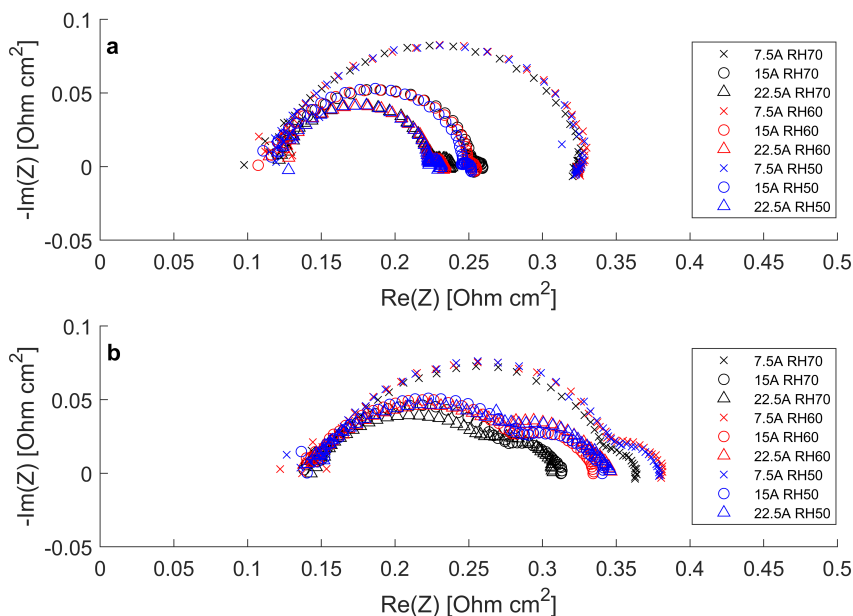 a
0.1
0.05
0
-0.05
-Im(Z) [Ohm cm²]
0 0.05 0.1 0.15 0.2 0.25 0.3 0.35 0.4 0.45 0.5
Re(Z) [Ohm cm²]
7.5A RH70
15A RH70
22.5A RH70
7.5A RH60
15A RH60
22.5A RH60
7.5A RH50
15A RH50
22.5A RH50
b
0.1
0.05
0
-0.05
-Im(Z) [Ohm cm²]
0 0.05 0.1 0.15 0.2 0.25 0.3 0.35 0.4 0.45 0.5
Re(Z) [Ohm cm²]
7.5A RH70
15A RH70
22.5A RH70
7.5A RH60
15A RH60
22.5A RH60
7.5A RH50
15A RH50
22.5A RH50